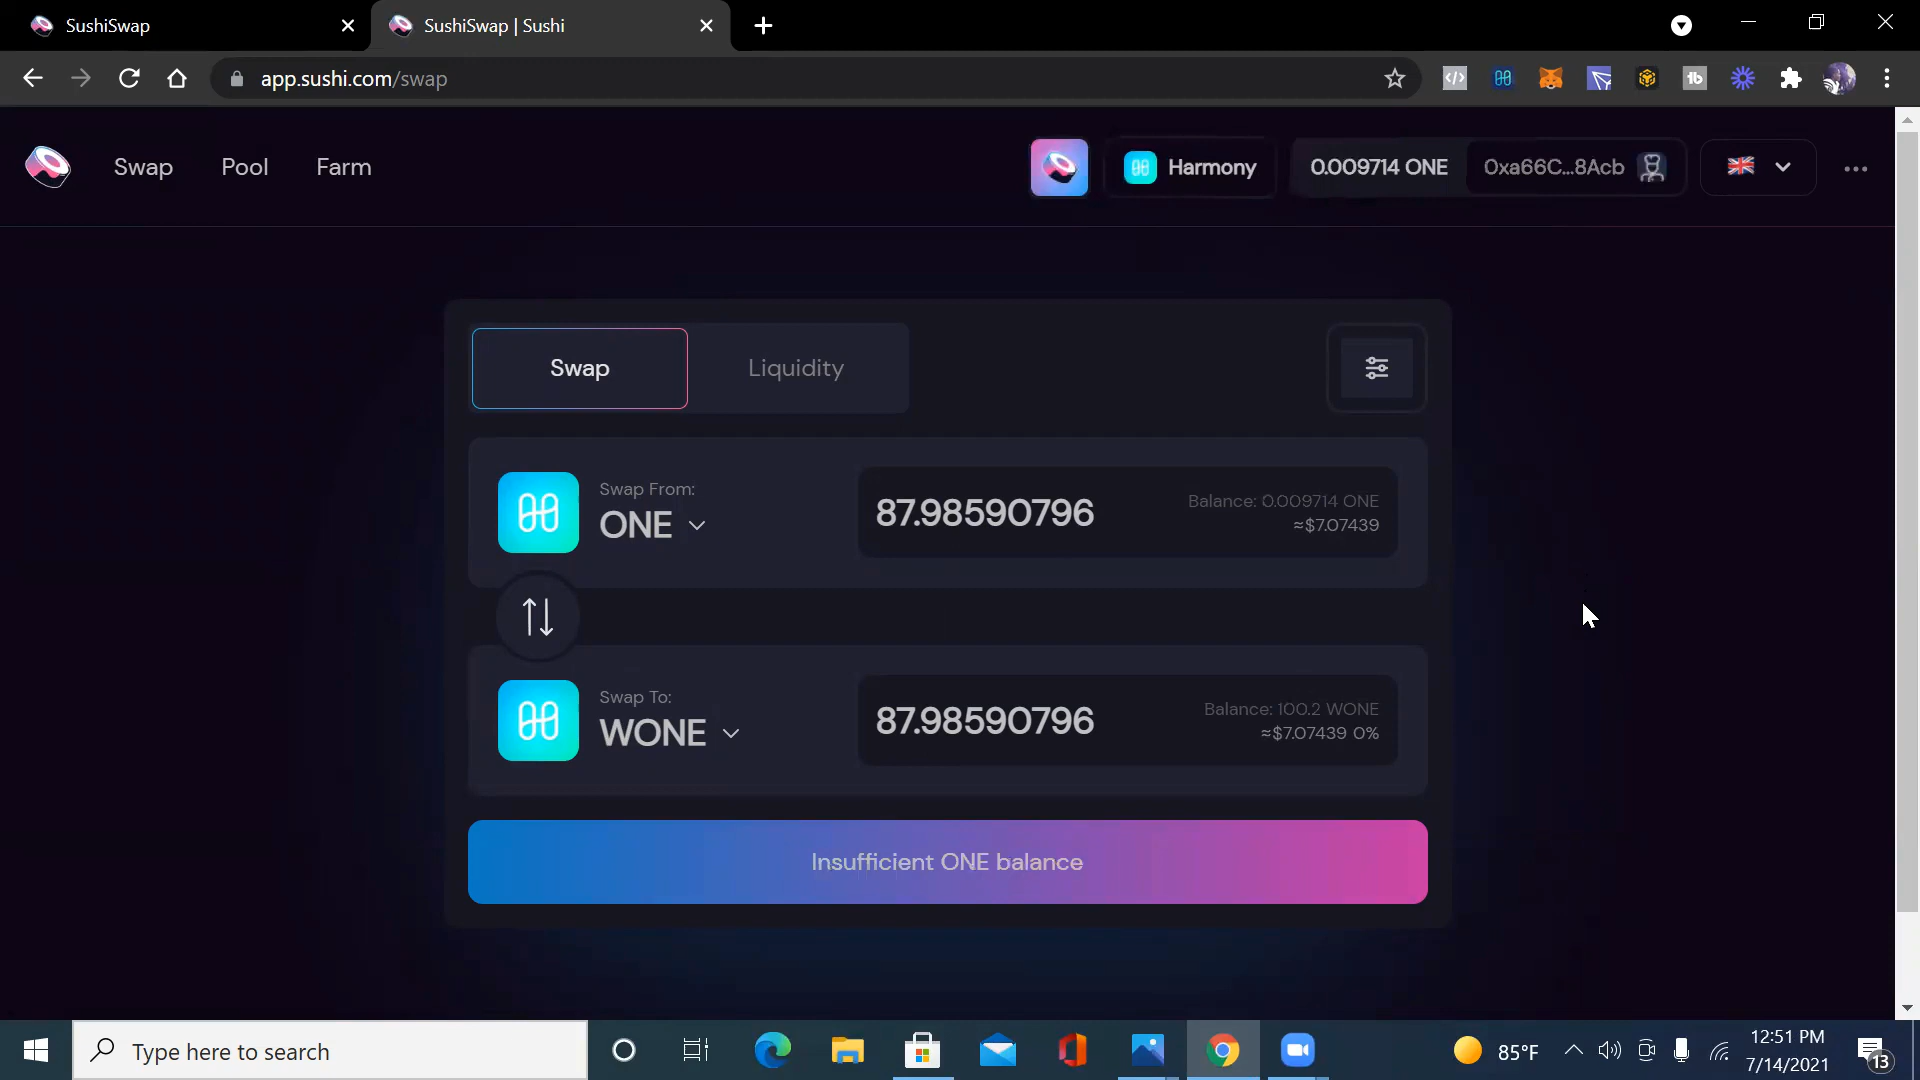 SushiSwap
SushiSwap | Sushi
app.sushi.com/swap
Swap
Pool
Farm
Harmony
0.009714 ONE
0xa66C...8Acb
Swap
Liquidity
Swap From:
ONE
87.98590796
Balance: 0.009714 ONE
≈$7.07439
Swap To:
WONE
87.98590796
Balance: 100.2 WONE
≈$7.07439 0%
Insufficient ONE balance
Type here to search
85°F
12:51 PM
7/14/2021
13